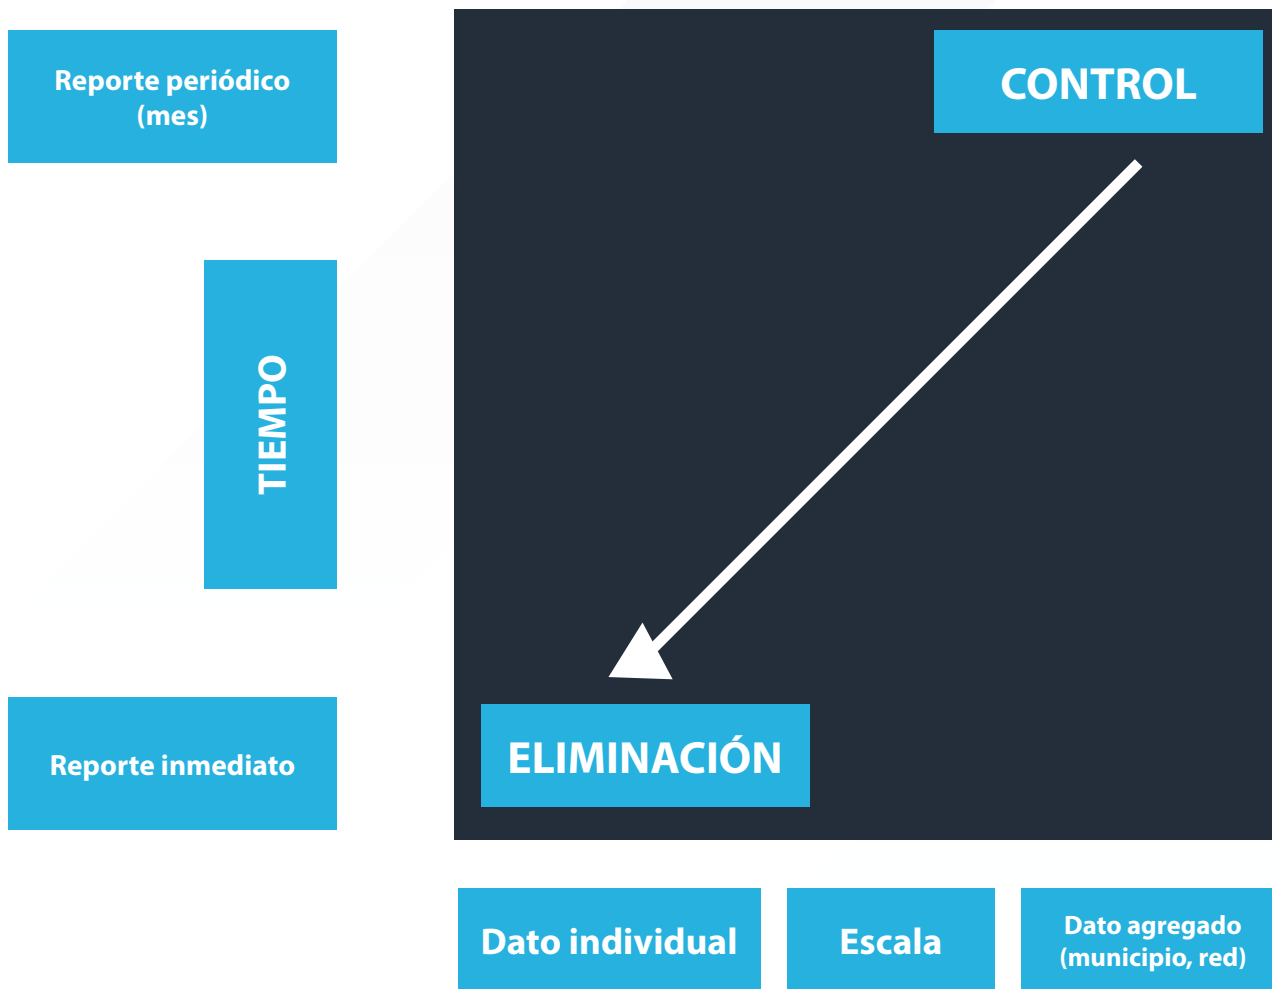 Reporte periódico
(mes)
CONTROL
TIEMPO
Reporte inmediato
ELIMINACIÓN
Dato individual
Escala
Dato agregado
(municipio, red)